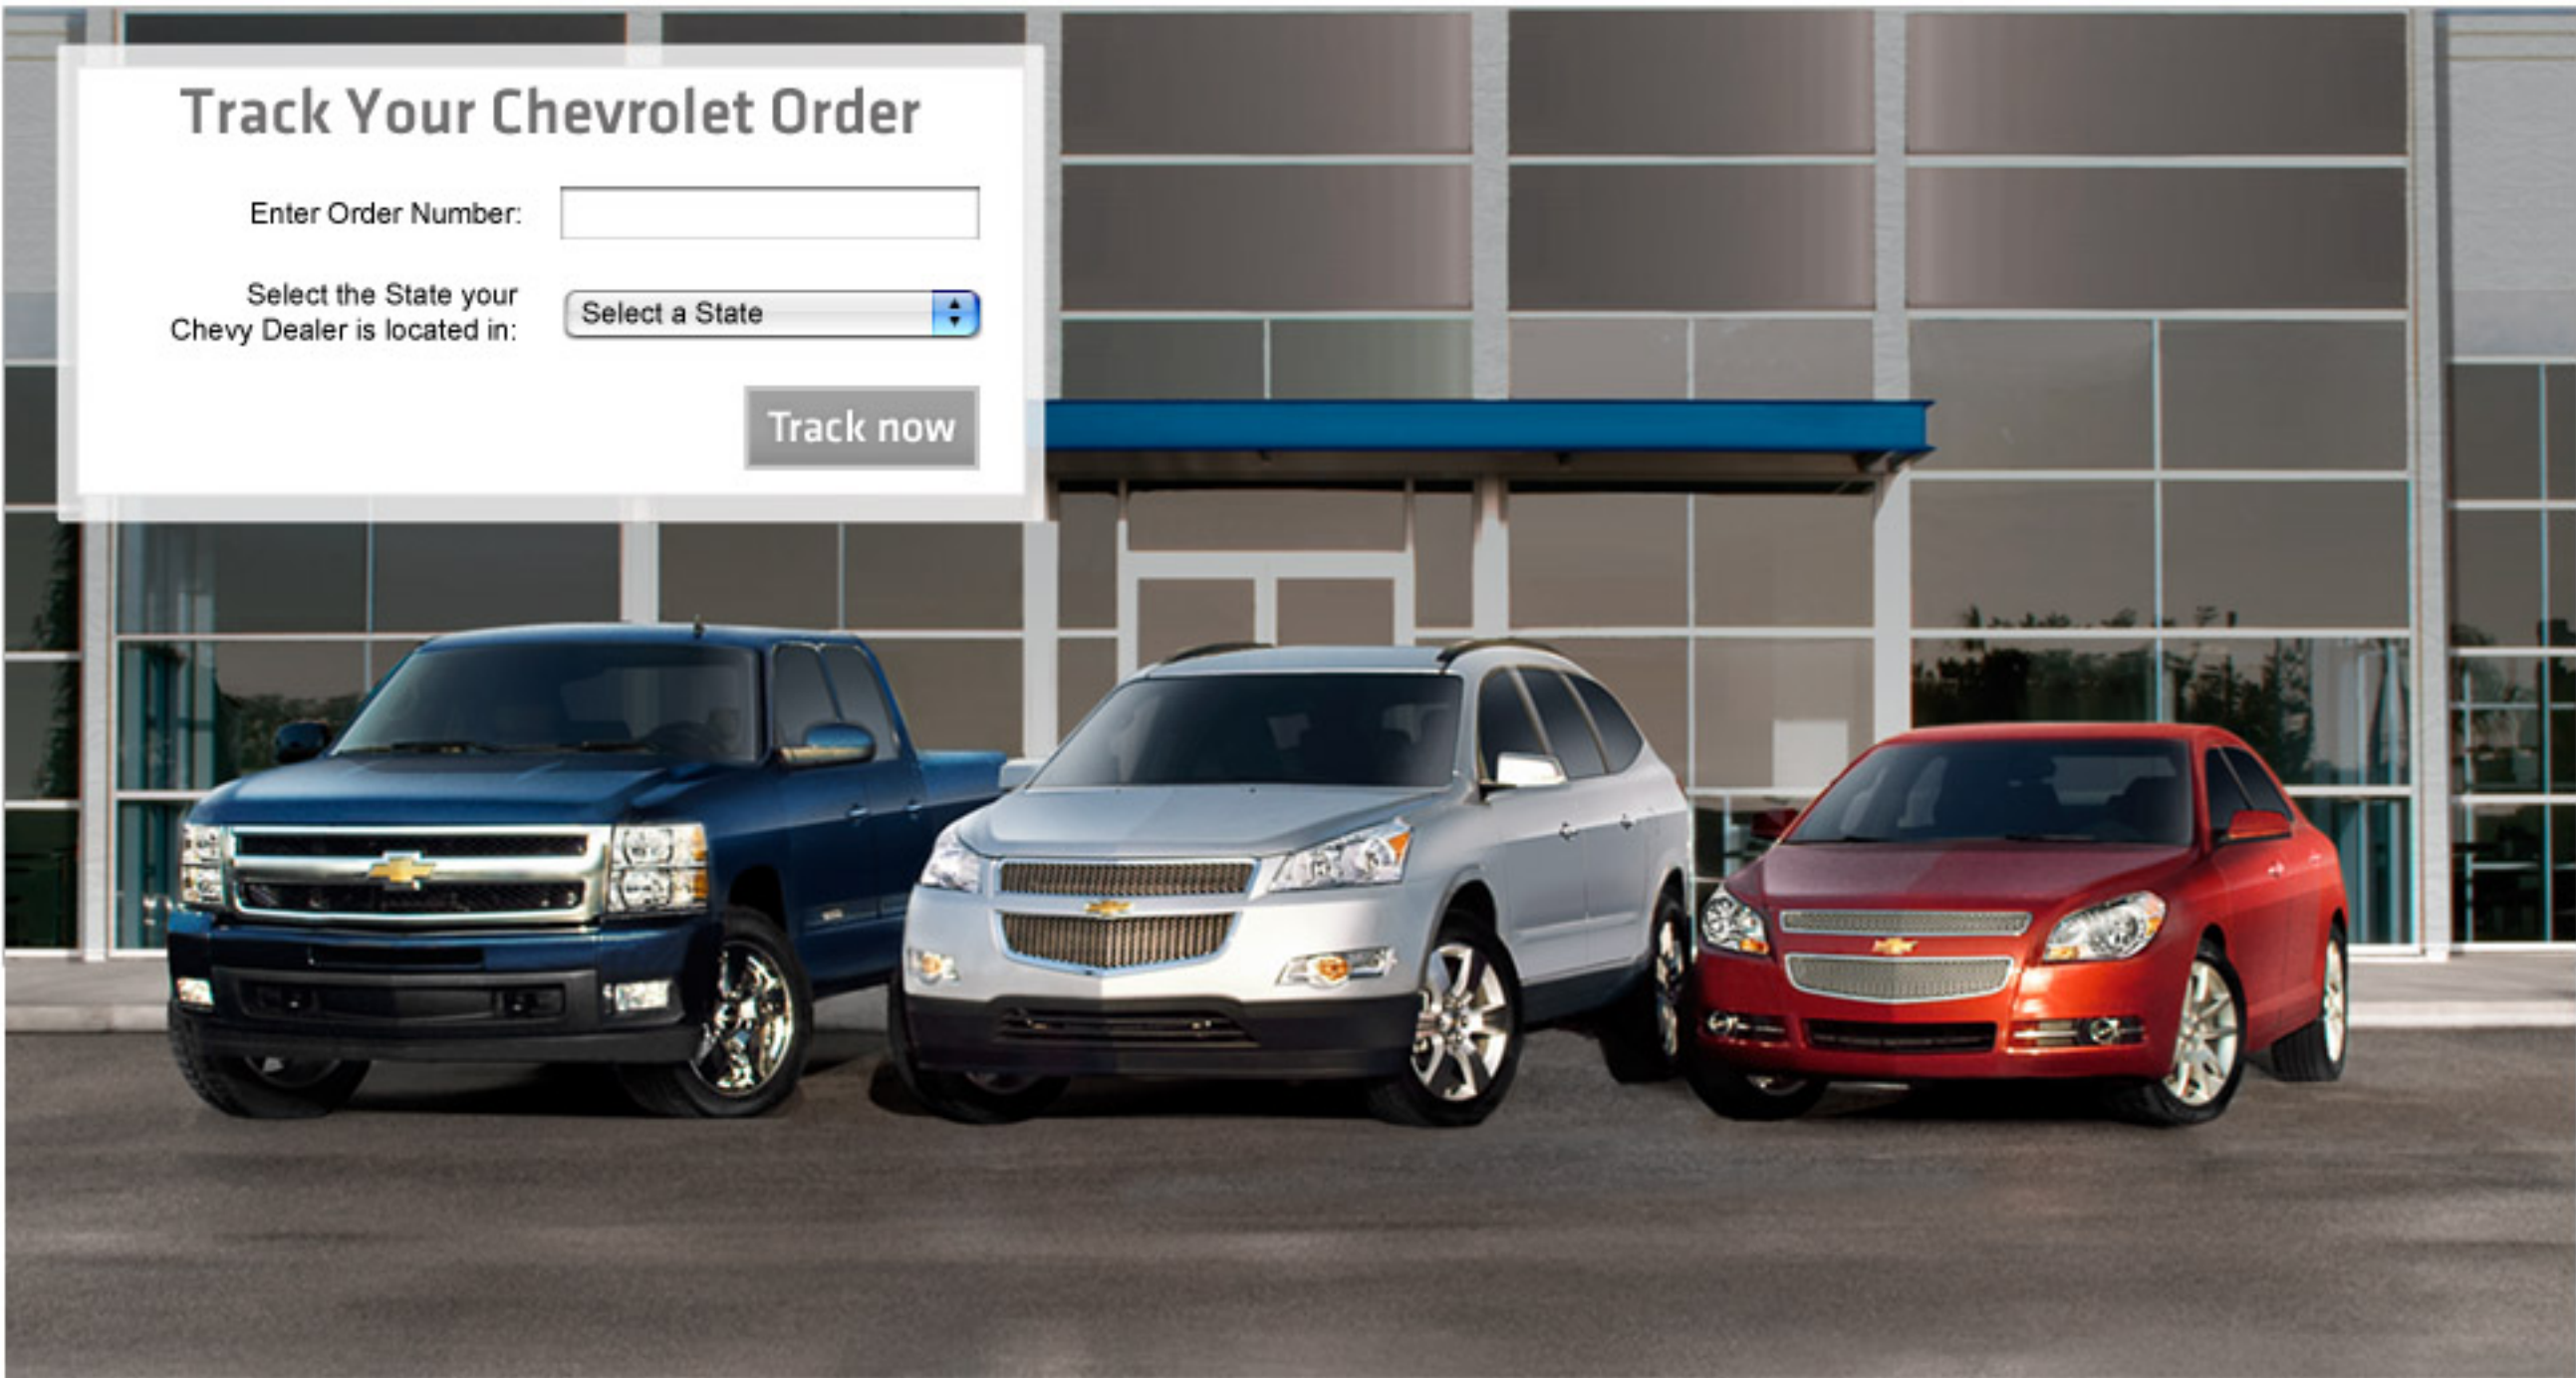 Track Your Chevrolet Order
Enter Order Number:
Select the State your
Chevy Dealer is located in:
Select a State
Track now